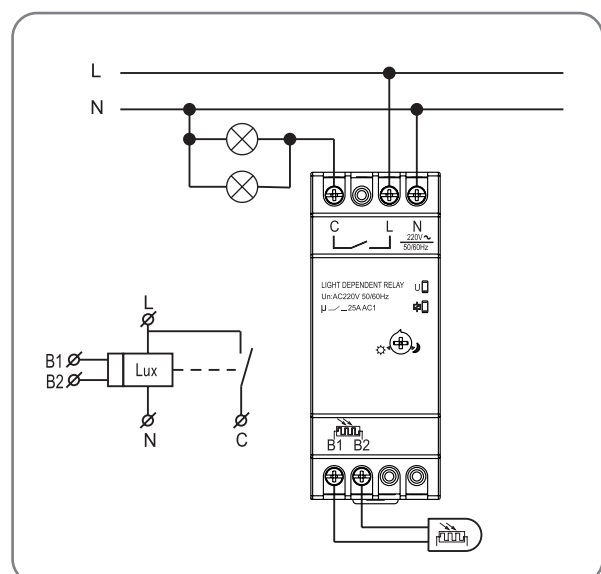 L
N
C L N
220V~
50/60Hz
LIGHT DEPENDENT RELAY
Un:AC220V 50/60Hz
μ 25A AC1
U
L
B1
B2
Lux
N
C
B1 B2